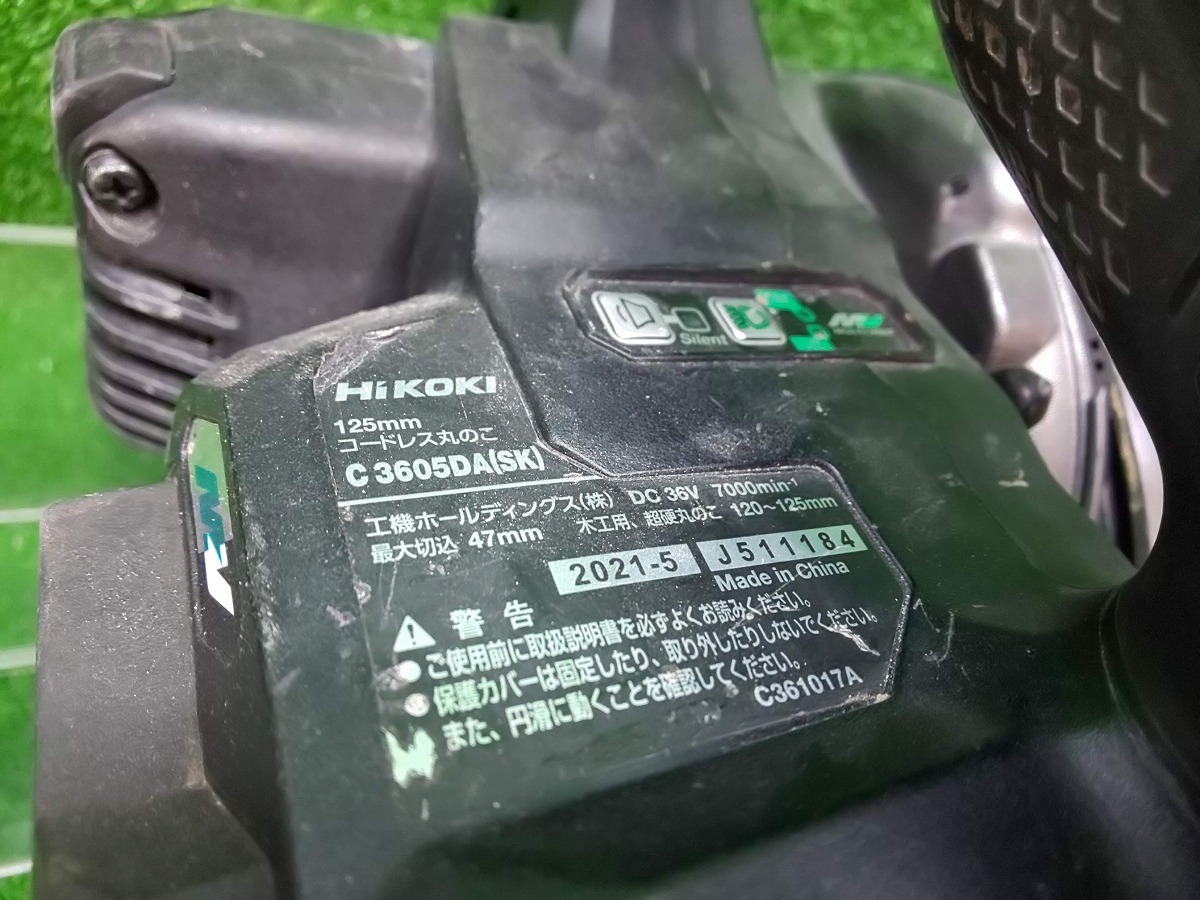 Silent
MV
HiKOKI
125mm
コードレス丸のこ
C 3605DA(SK)
工機ホールディングス(株) DC 36V 7000min-1
最大切込 47mm 木工用、超硬丸のこ 120~125mm
2021-5 J511184
Made in China
警告
ご使用前に取扱説明書を必ずよくお読みください。
保護カバーは固定したり、取り外したりしないでください。
また、円滑に動くことを確認してください。
C361017A
MV